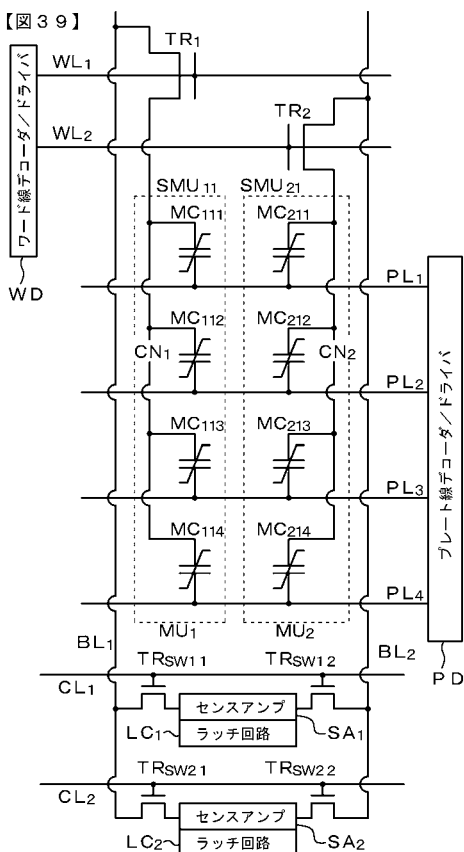 【図39】
TR1
WL1
TR2
WL2
ワード線デコーダ/ドライバ
WD
SMU11
SMU21
MC111
MC211
PL1
MC112
MC212
CN1
CN2
PL2
MC113
MC213
PL3
MC114
MC214
PL4
プレート線デコーダ/ドライバ
PD
MU1
MU2
BL1
BL2
TRSW11
TRSW12
CL1
センスアンプ
LC1
ラッチ回路
SA1
TRSW21
TRSW22
CL2
センスアンプ
LC2
ラッチ回路
SA2